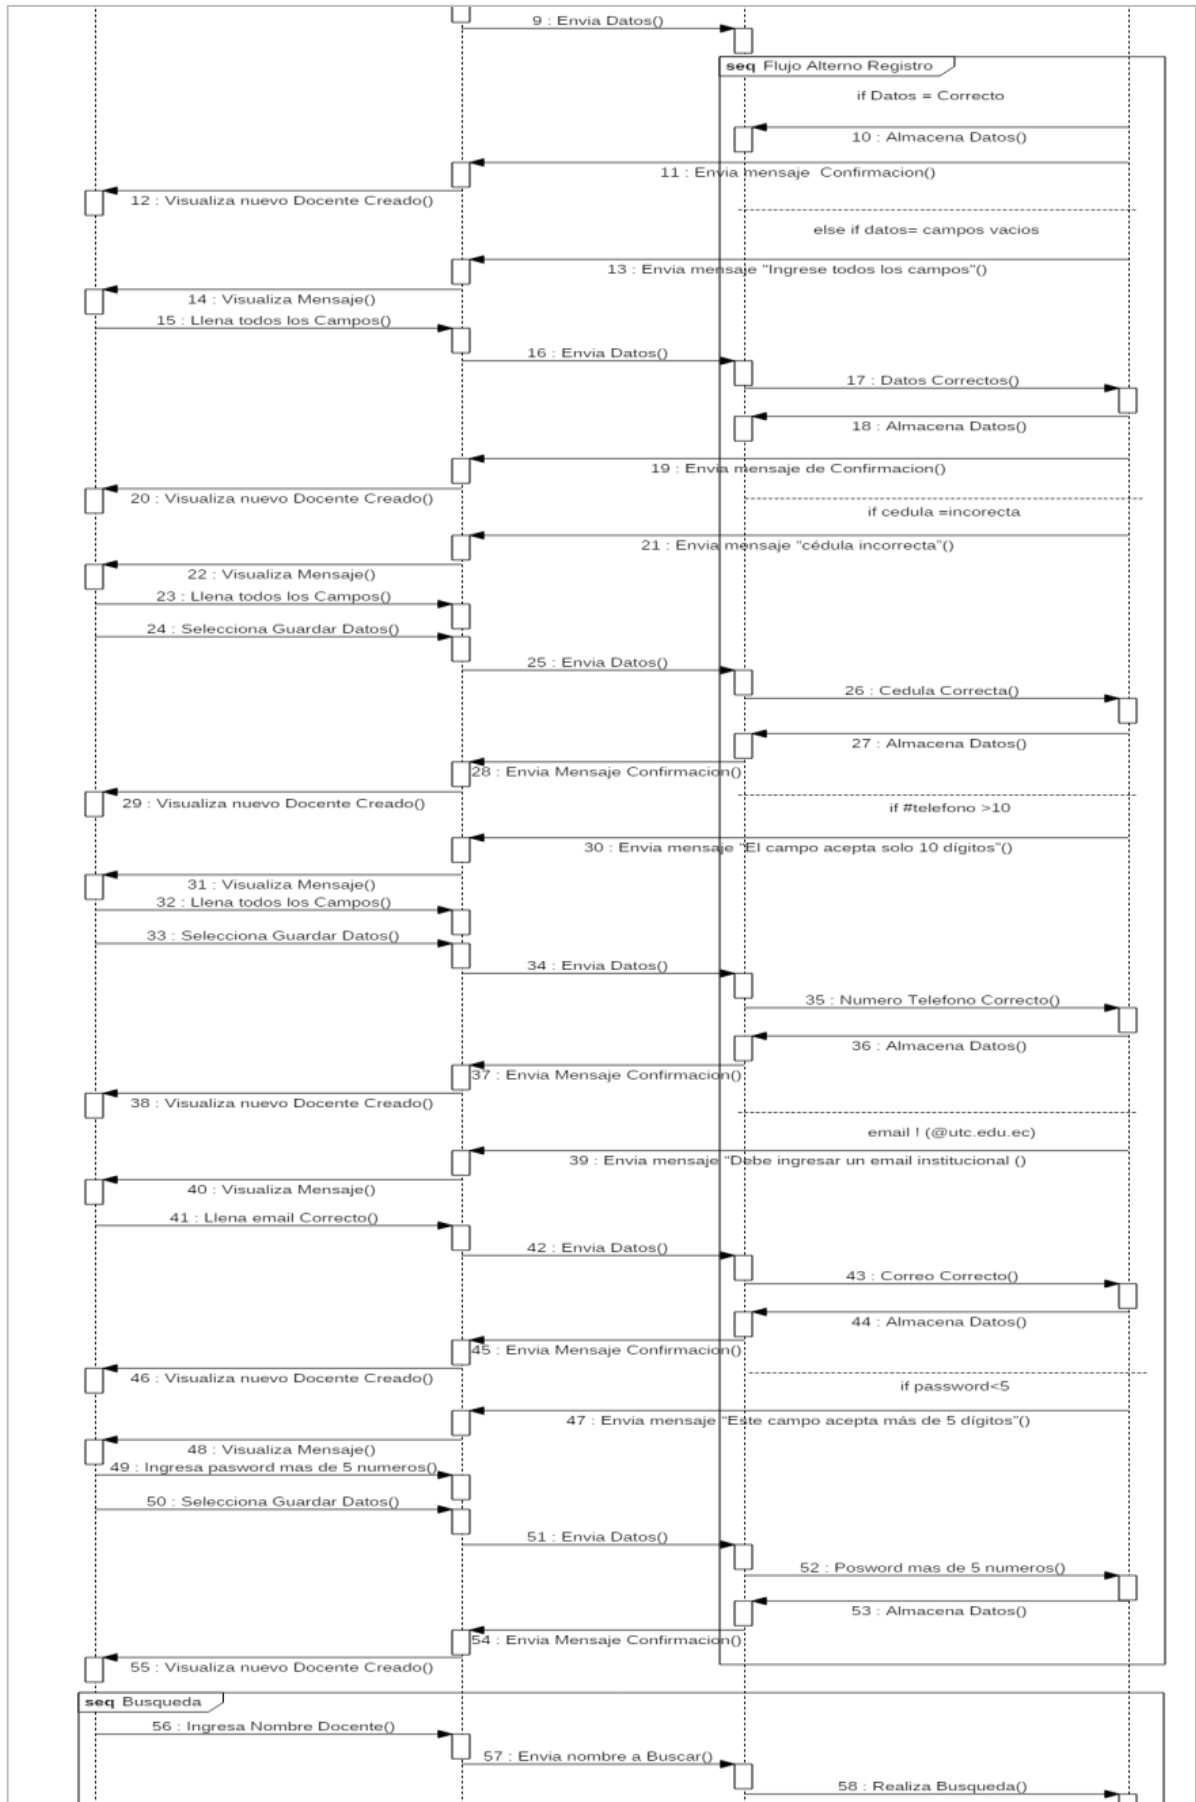 9 : Envia Datos()
seq Flujo Alterno Registro
if Datos = Correcto
10 : Almacena Datos()
11 : Envia mensaje  Confirmacion()
12 : Visualiza nuevo Docente Creado()
else if datos= campos vacios
13 : Envia mensaje "Ingrese todos los campos"()
14 : Visualiza Mensaje()
15 : Llena todos los Campos()
16 : Envia Datos()
17 : Datos Correctos()
18 : Almacena Datos()
19 : Envia mensaje de Confirmacion()
20 : Visualiza nuevo Docente Creado()
if cedula =incorecta
21 : Envia mensaje "cédula incorrecta"()
22 : Visualiza Mensaje()
23 : Llena todos los Campos()
24 : Selecciona Guardar Datos()
25 : Envia Datos()
26 : Cedula Correcta()
27 : Almacena Datos()
28 : Envia Mensaje Confirmacion()
29 : Visualiza nuevo Docente Creado()
if #telefono >10
30 : Envia mensaje "El campo acepta solo 10 dígitos"()
31 : Visualiza Mensaje()
32 : Llena todos los Campos()
33 : Selecciona Guardar Datos()
34 : Envia Datos()
35 : Numero Telefono Correcto()
36 : Almacena Datos()
37 : Envia Mensaje Confirmacion()
38 : Visualiza nuevo Docente Creado()
email ! (@utc.edu.ec)
39 : Envia mensaje "Debe ingresar un email institucional ()
40 : Visualiza Mensaje()
41 : Llena email Correcto()
42 : Envia Datos()
43 : Correo Correcto()
44 : Almacena Datos()
45 : Envia Mensaje Confirmacion()
46 : Visualiza nuevo Docente Creado()
if password<5
47 : Envia mensaje "Este campo acepta más de 5 dígitos"()
48 : Visualiza Mensaje()
49 : Ingresa pasword mas de 5 numeros()
50 : Selecciona Guardar Datos()
51 : Envia Datos()
52 : Posword mas de 5 numeros()
53 : Almacena Datos()
54 : Envia Mensaje Confirmacion()
55 : Visualiza nuevo Docente Creado()
seq Busqueda
56 : Ingresa Nombre Docente()
57 : Envia nombre a Buscar()
58 : Realiza Busqueda()